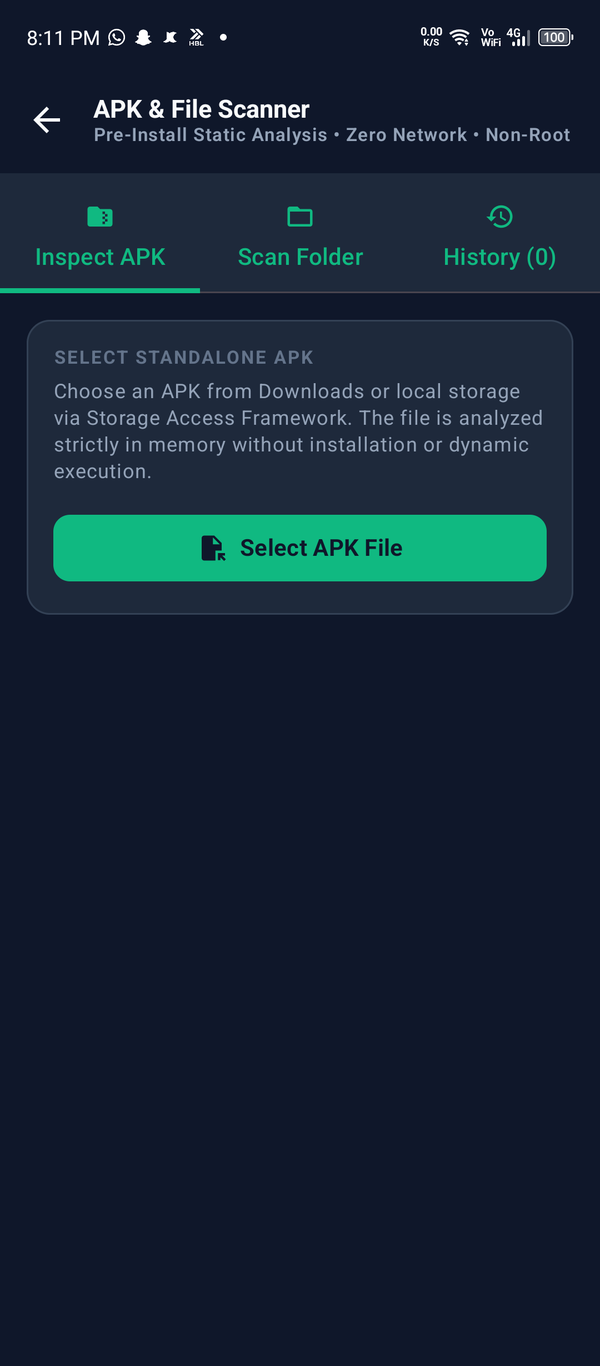 8:11 PM HBL 0.00 K/S Vo WiFi 4G 100
APK & File Scanner
Pre-Install Static Analysis • Zero Network • Non-Root
Inspect APK Scan Folder History (0)
SELECT STANDALONE APK
Choose an APK from Downloads or local storage
via Storage Access Framework. The file is analyzed
strictly in memory without installation or dynamic
execution.
Select APK File